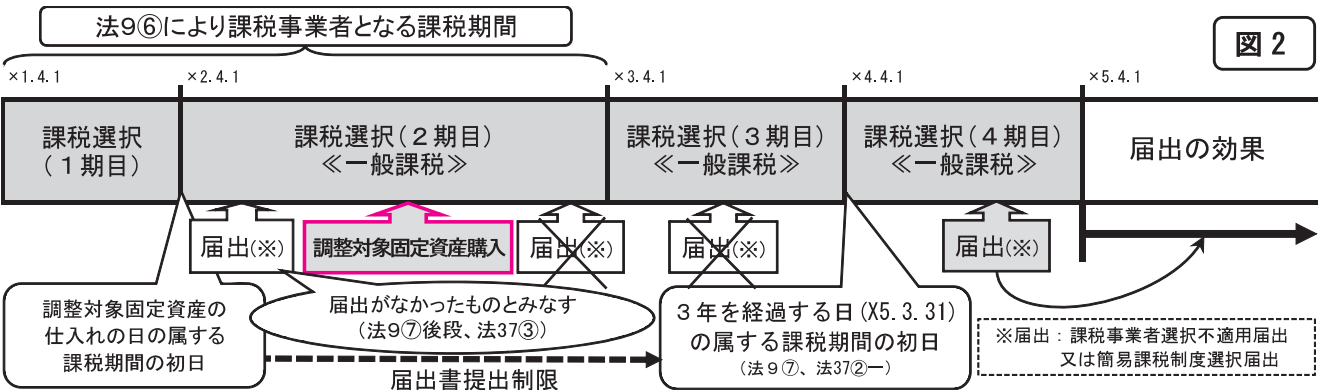 法9⑥により課税事業者となる課税期間
図2
×1.4.1
×2.4.1
×3.4.1
×4.4.1
×5.4.1
課税選択
(1期目)
課税選択(2期目)
≪一般課税≫
課税選択(3期目)
≪一般課税≫
課税選択(4期目)
≪一般課税≫
届出の効果
届出(※)
調整対象固定資産購入
届出(※)
届出(※)
届出(※)
調整対象固定資産の
仕入れの日の属する
課税期間の初日
届出がなかったものとみなす
(法9⑦後段、法37③)
3年を経過する日(X5.3.31)
の属する課税期間の初日
(法9⑦、法37②一)
※届出:課税事業者選択不適用届出
又は簡易課税制度選択届出
届出書提出制限